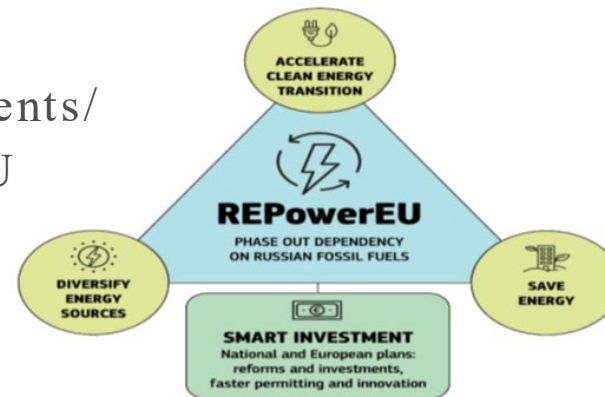 ents/
U
ACCELERATE
CLEAN ENERGY
TRANSITION
REPowerEU
PHASE OUT DEPENDENCY
ON RUSSIAN FOSSIL FUELS
DIVERSIFY
ENERGY
SOURCES
SAVE
ENERGY
€
SMART INVESTMENT
National and European plans:
reforms and investments,
faster permitting and innovation